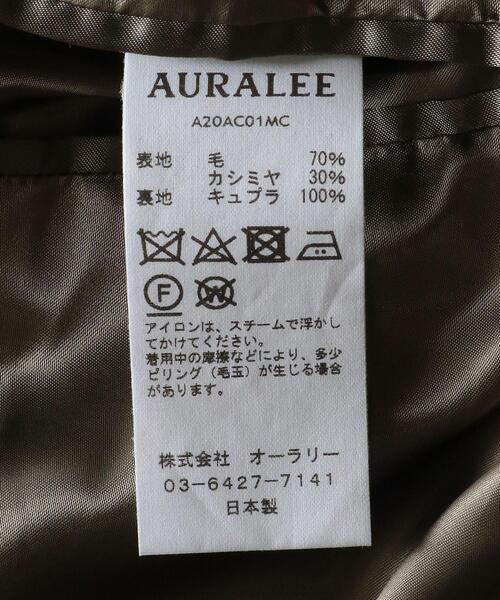 AURALEE
A20AC01MC
表地 毛 70%
カシミヤ 30%
裏地 キュプラ 100%
F W
アイロンは、スチームで浮かし
てかけてください。
着用中の摩擦などにより、多少
ピリング（毛玉）が生じる場合
があります。
株式会社 オーラリー
03-6427-7141
日本製